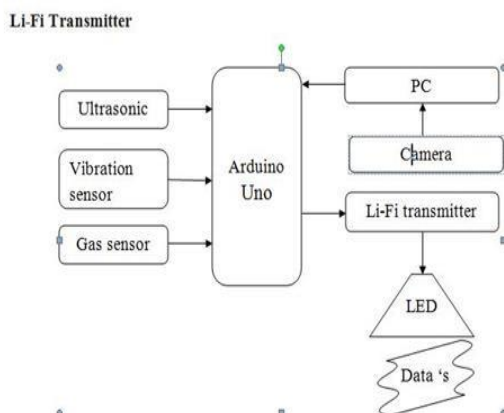 Li-Fi Transmitter
Ultrasonic
Vibration
sensor
Gas sensor
Arduino
Uno
PC
Camera
Li-Fi transmitter
LED
Data ‘s